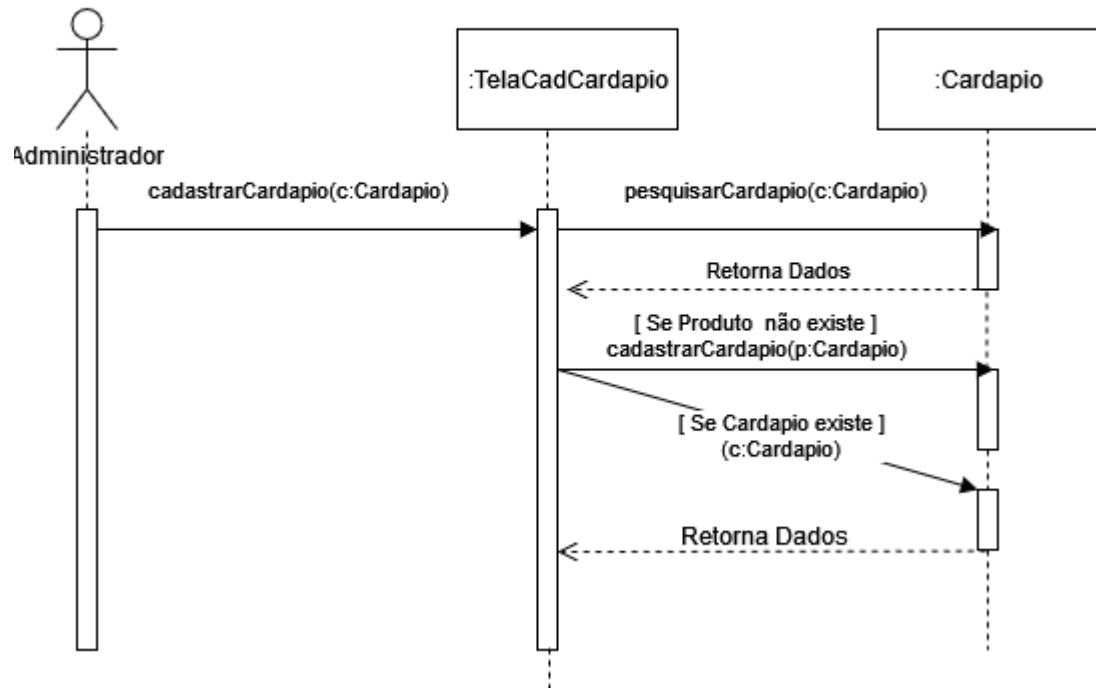 :TelaCadCardapio
:Cardapio
Administrador
cadastrarCardapio(c:Cardapio)
pesquisarCardapio(c:Cardapio)
Retorna Dados
[ Se Produto  não existe ]
cadastrarCardapio(p:Cardapio)
[ Se Cardapio existe ]
(c:Cardapio)
Retorna Dados